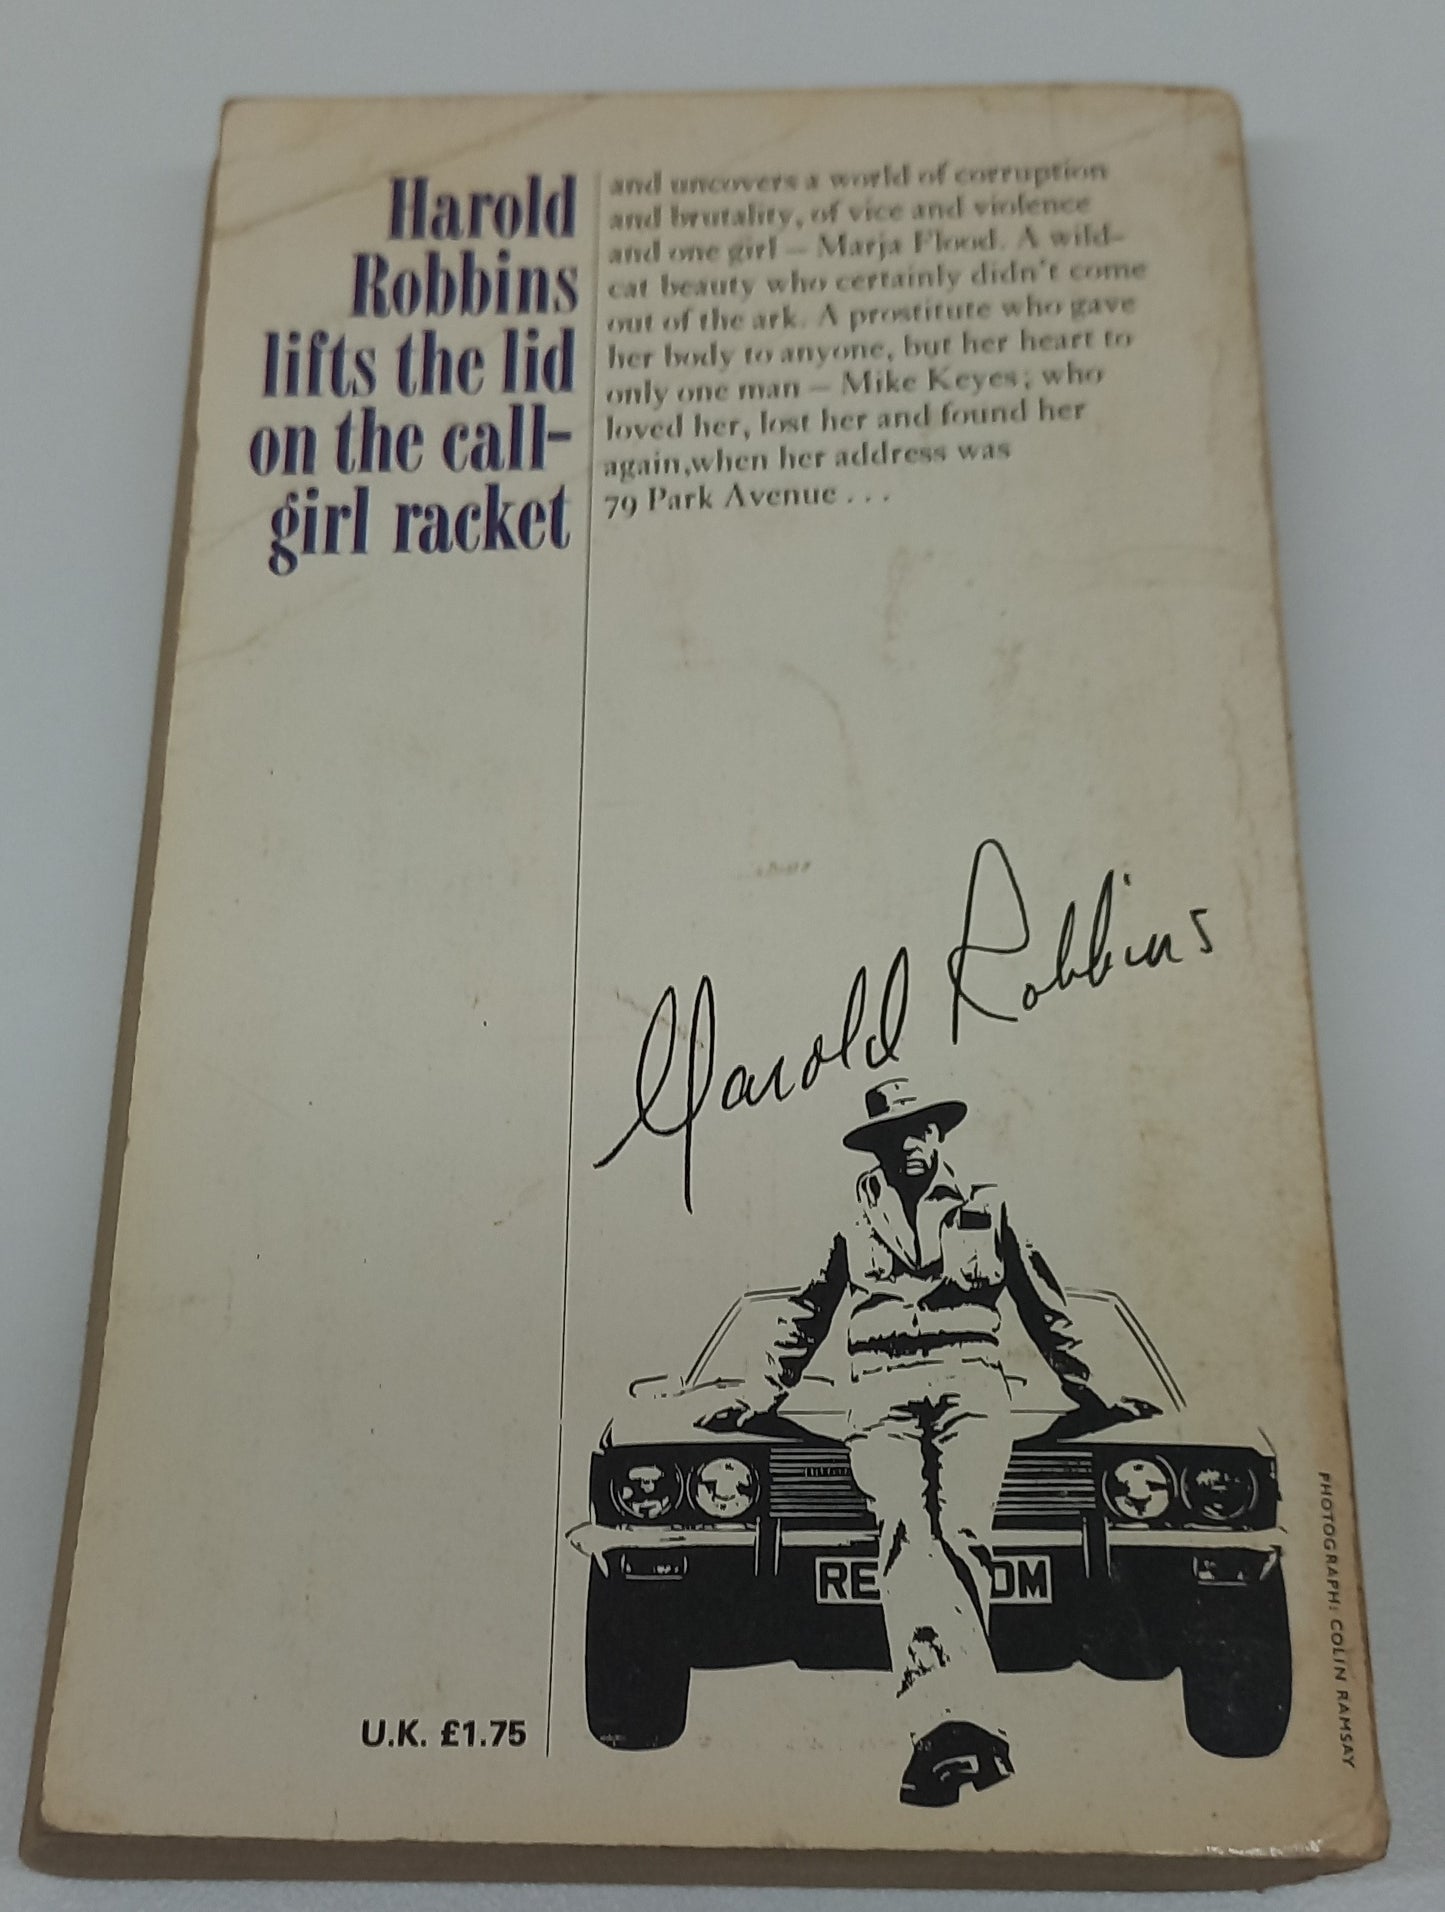 Harold
Robbins
lifts the lid
on the call-
girl racket
and uncovers a world of corruption
and brutality, of vice and violence
and one girl – Marja Flood. A wild-
cat beauty who certainly didn't come
out of the ark. A prostitute who gave
her body to anyone, but her heart to
only one man – Mike Keyes; who
loved her, lost her and found her
again,when her address was
79 Park Avenue . . .
Harold Robbins
RE DM
PHOTOGRAPH: COLIN RAMSAY
U.K. £1.75